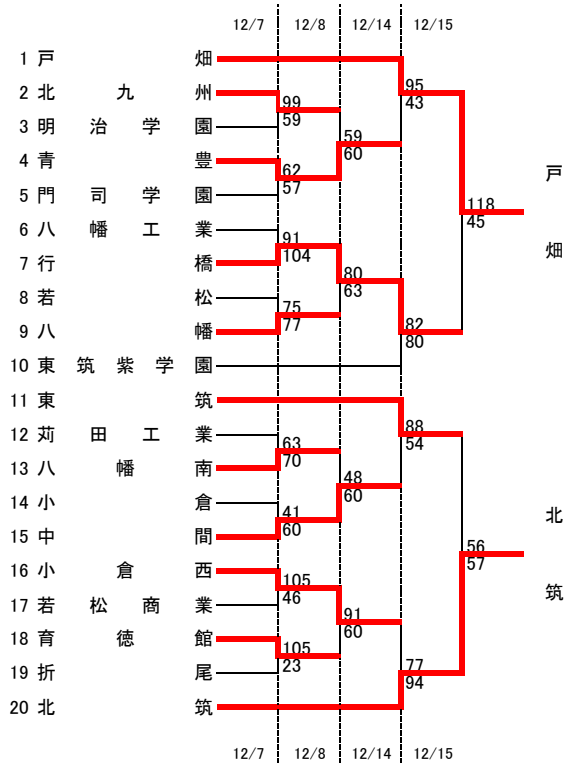 12/7 12/8 12/14 12/15
1 戸畑
95
2 北九州
43
99
3 明治学園
59
59
4 青豊
60
62
戸畑
5 門司学園
57
118
45
6 八幡工業
91
7 行橋
104
80
8 若松
63
75
9 八幡
77
82
80
10 東筑紫学園
11 東筑
88
12 苅田工業
54
63
13 八幡南
70
48
14 小倉
60
41
北筑
15 中間
60
56
16 小倉西
57
105
17 若松商業
46
91
18 育徳館
60
105
19 折尾
23
77
94
20 北筑
12/7 12/8 12/14 12/15